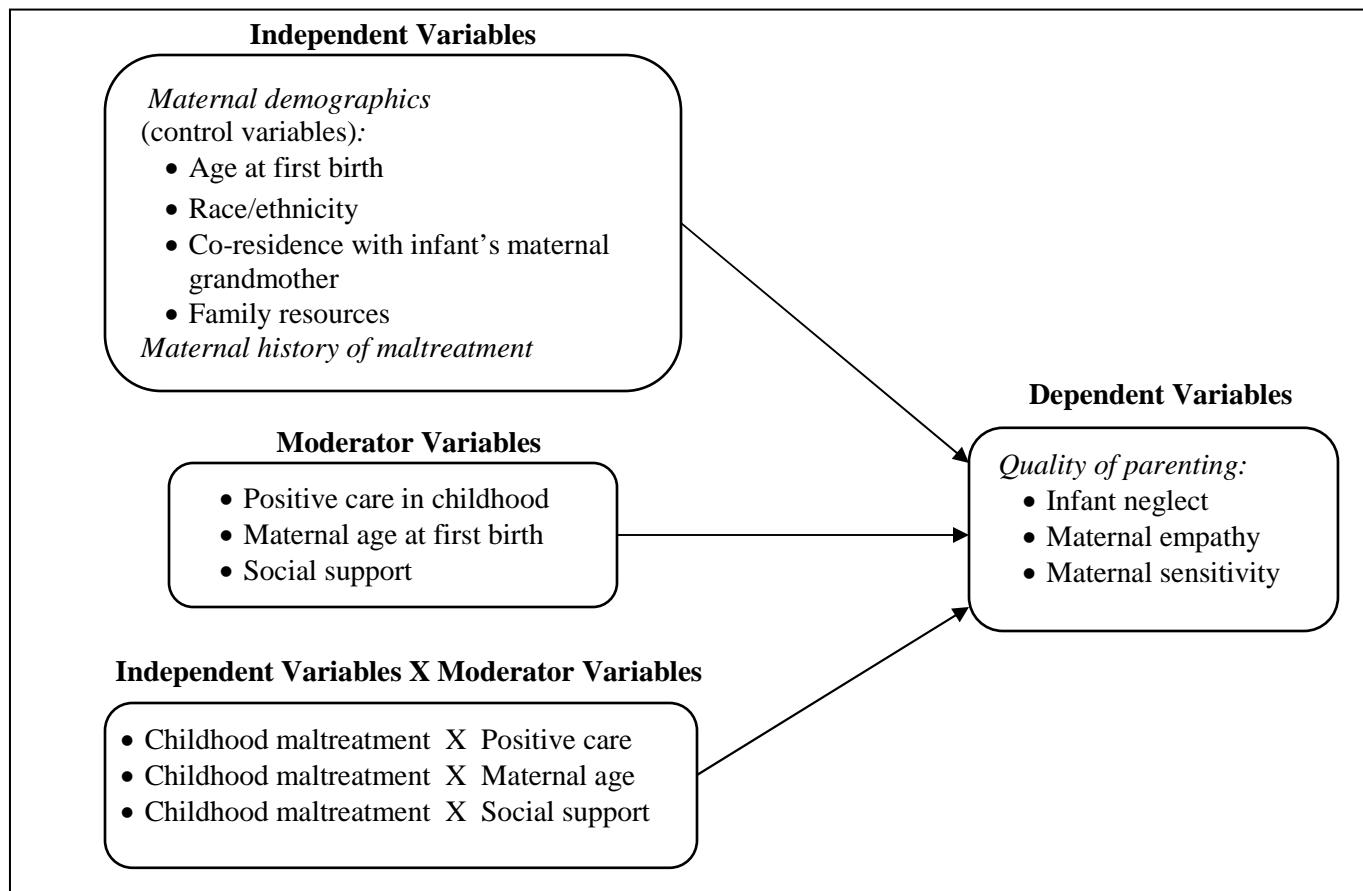 Independent Variables
Maternal demographics
(control variables):
• Age at first birth
• Race/ethnicity
• Co-residence with infant’s maternal
grandmother
• Family resources
Maternal history of maltreatment
Moderator Variables
• Positive care in childhood
• Maternal age at first birth
• Social support
Independent Variables X Moderator Variables
• Childhood maltreatment X Positive care
• Childhood maltreatment X Maternal age
• Childhood maltreatment X Social support
Dependent Variables
Quality of parenting:
• Infant neglect
• Maternal empathy
• Maternal sensitivity